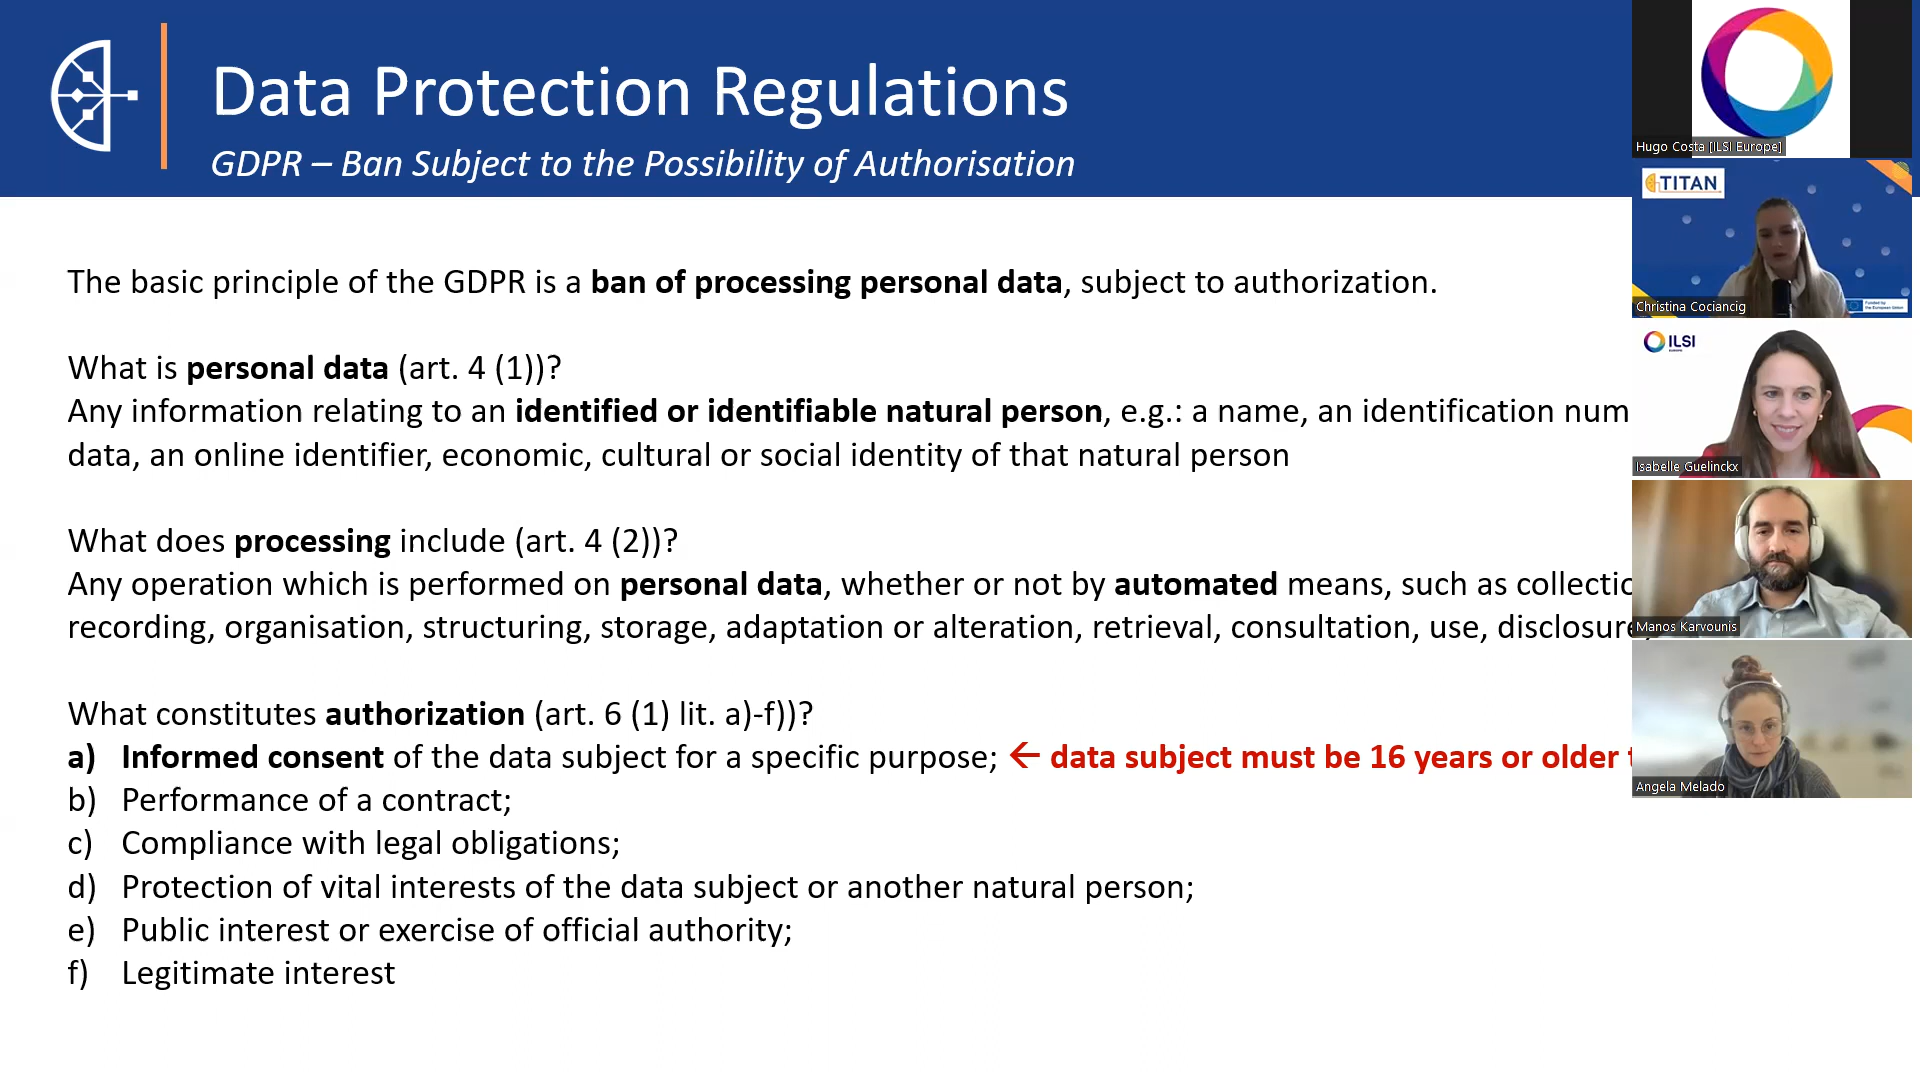 Data Protection Regulations
GDPR – Ban Subject to the Possibility of Authorisation
The basic principle of the GDPR is a ban of processing personal data, subject to authorization.
What is personal data (art. 4 (1))?
Any information relating to an identified or identifiable natural person, e.g.: a name, an identification num
data, an online identifier, economic, cultural or social identity of that natural person
What does processing include (art. 4 (2))?
Any operation which is performed on personal data, whether or not by automated means, such as collectio
recording, organisation, structuring, storage, adaptation or alteration, retrieval, consultation, use, disclosure,
What constitutes authorization (art. 6 (1) lit. a)-f))?
a) Informed consent of the data subject for a specific purpose; ← data subject must be 16 years or older
b) Performance of a contract;
c) Compliance with legal obligations;
d) Protection of vital interests of the data subject or another natural person;
e) Public interest or exercise of official authority;
f) Legitimate interest
Hugo Costa [ILSI Europe]
TITAN
Funded by
the European Union
Christina Cociancig
ILSI
EUROPE
Isabelle Guelinckx
Manos Karvounis
Angela Melado